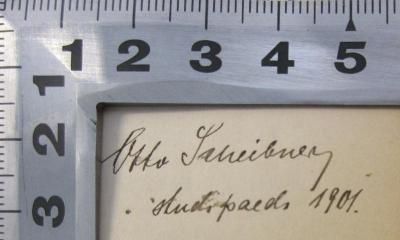 1 2 3 4 5
1
2
3
Otto Scheibner
stud. paed. 1901.